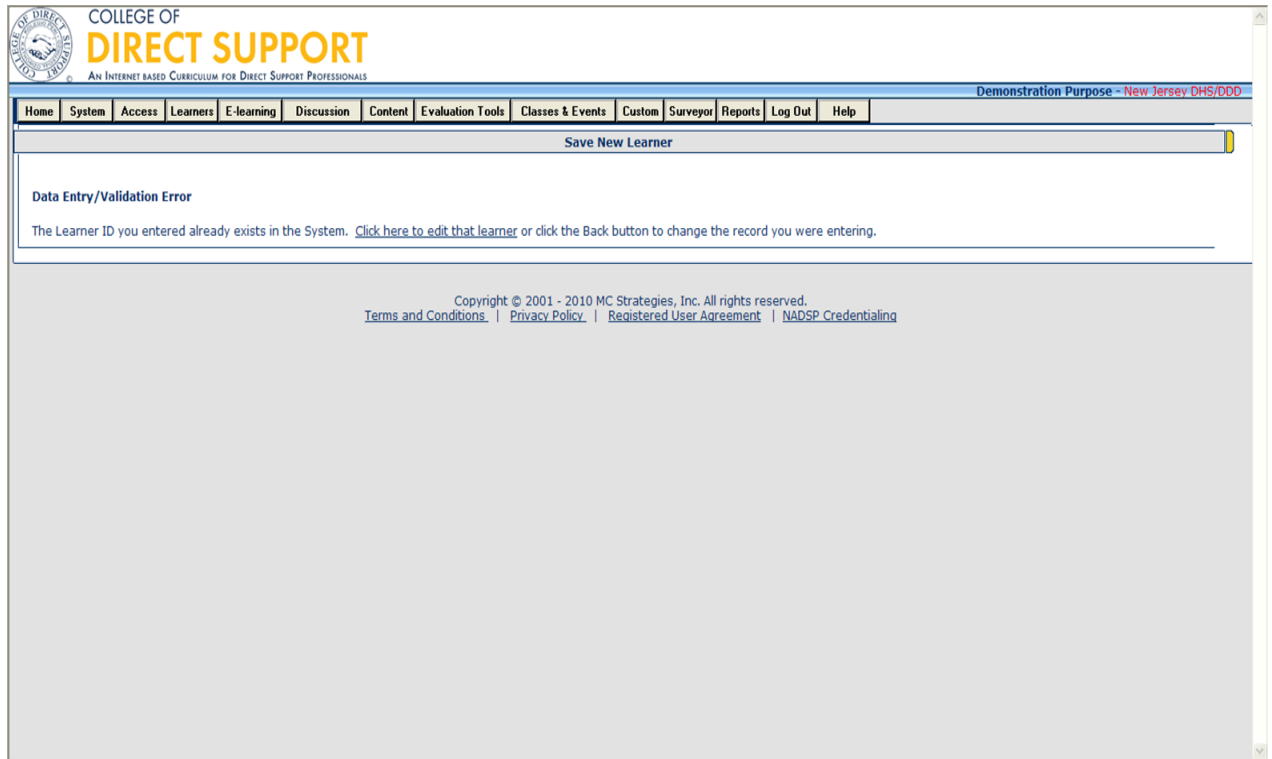 COLLEGE OF
DIRECT SUPPORT
AN INTERNET BASED CURRICULUM FOR DIRECT SUPPORT PROFESSIONALS
COLLEGE OF DIRECT SUPPORT
©
Demonstration Purpose - New Jersey DHS/DDD
Home System Access Learners E-learning Discussion Content Evaluation Tools Classes & Events Custom Surveyor Reports Log Out Help
Save New Learner
Data Entry/Validation Error
The Learner ID you entered already exists in the System. Click here to edit that learner or click the Back button to change the record you were entering.
Copyright © 2001 - 2010 MC Strategies, Inc. All rights reserved.
Terms and Conditions | Privacy Policy | Registered User Agreement | NADSP Credentialing